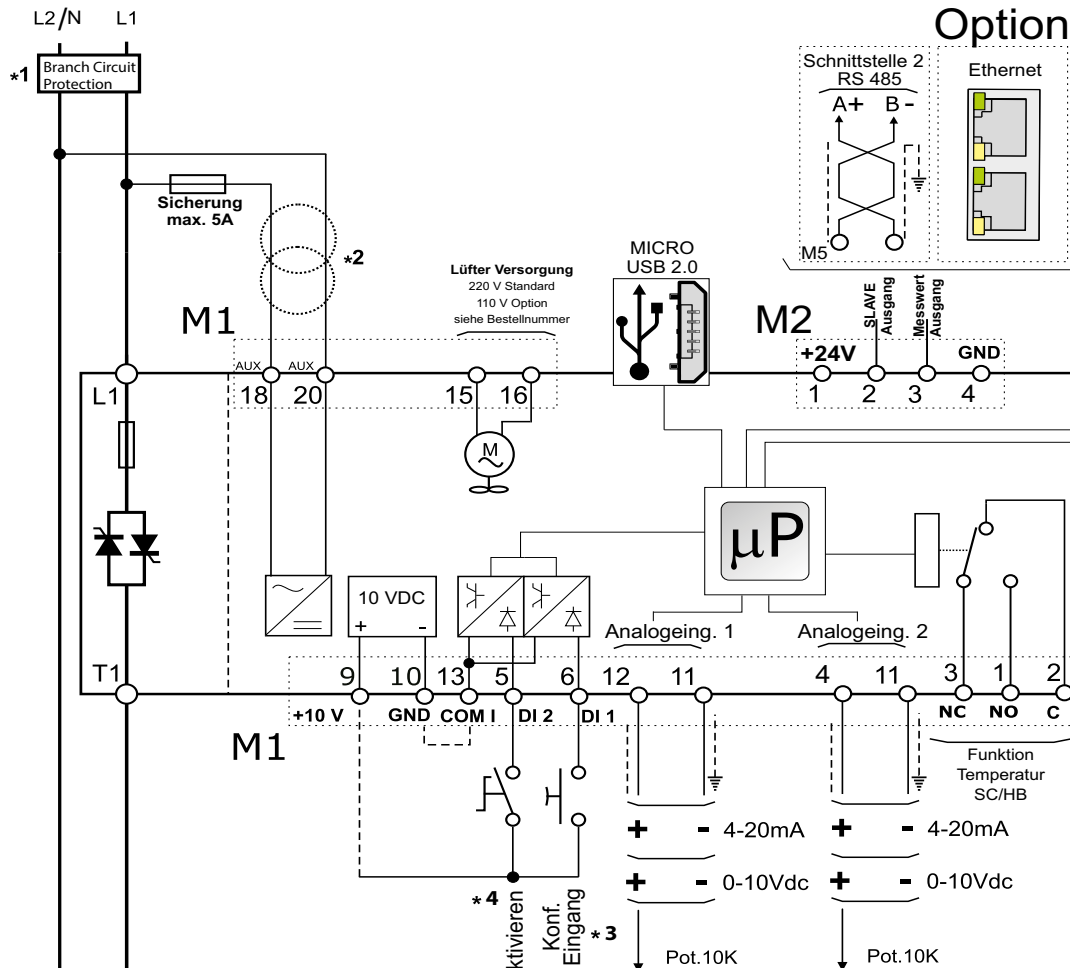 L2/N L1
Option
*1 Branch Circuit
Protection
Schnittstelle 2
RS 485
A+ B-
M5
Ethernet
Sicherung
max. 5A
*2
Lüfter Versorgung
220 V Standard
110 V Option
siehe Bestellnummer
MICRO
USB 2.0
M1
M2
SLAVE
Ausgang
Messwert
Ausgang
+24V GND
AUX AUX
L1 18 20 15 16 1 2 3 4
M
µP
10 VDC
+ -
Analogeing. 1 Analogeing. 2
T1 9 10 13 5 6 12 11 4 11 3 1 2
+10 V GND COM I DI 2 DI 1 NC NO C
M1
Funktion
Temperatur
SC/HB
+ - 4-20mA + - 4-20mA
+ - 0-10Vdc + - 0-10Vdc
*4 Konf.
Eingang *3
Pot.10K Pot.10K